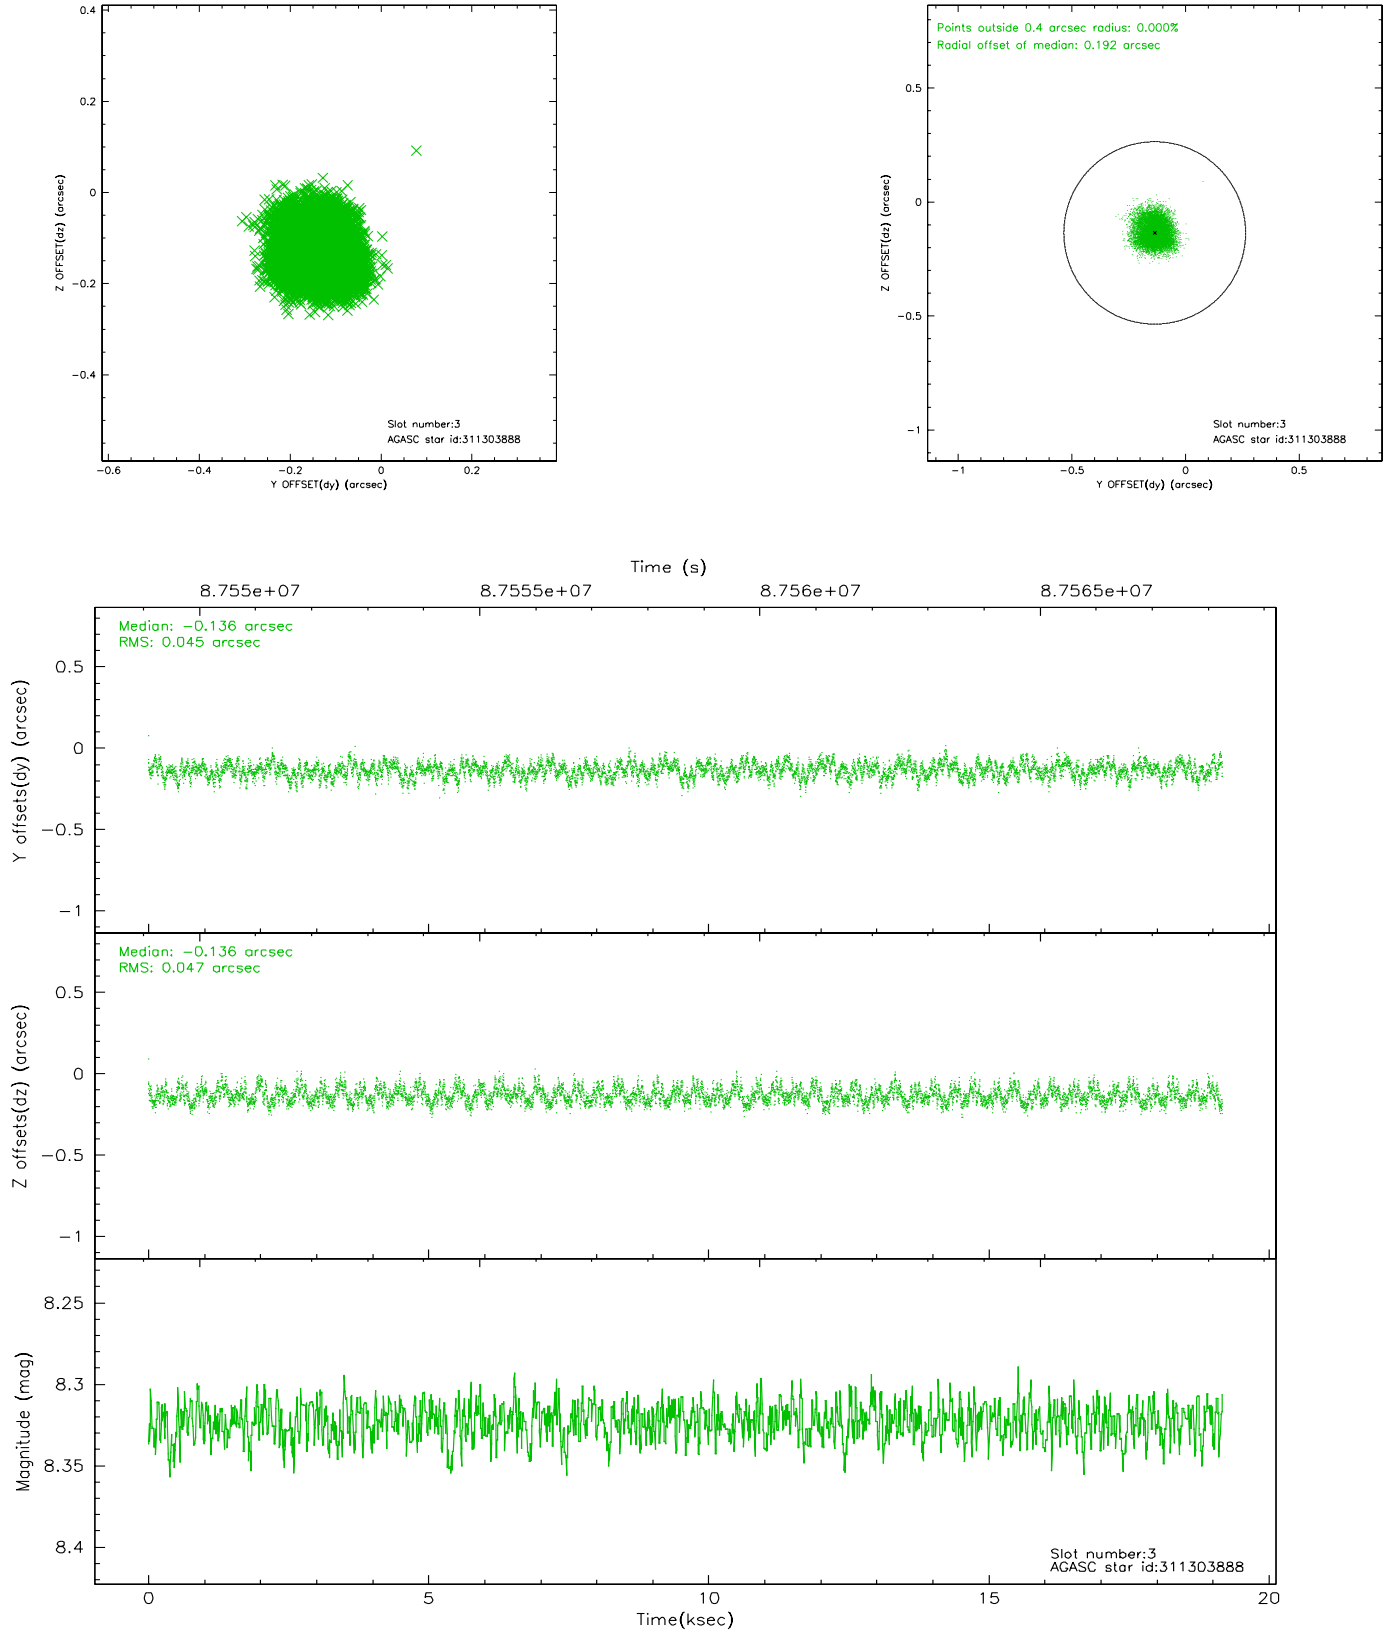 0.4
0.2
0
−0.2
−0.4
Z OFFSET(dz) (arcsec)
Slot number:3
AGASC star id:311303888
−0.6 −0.4 −0.2 0 0.2
Y OFFSET(dy) (arcsec)
Points outside 0.4 arcsec radius: 0.000%
Radial offset of median: 0.192 arcsec
0.5
0
−0.5
−1
Z OFFSET(dz) (arcsec)
Slot number:3
AGASC star id:311303888
−1 −0.5 0 0.5
Y OFFSET(dy) (arcsec)
Time (s)
8.755e+07 8.7555e+07 8.756e+07 8.7565e+07
Median: −0.136 arcsec
RMS: 0.045 arcsec
0.5
0
−0.5
−1
Y offsets(dy) (arcsec)
Median: −0.136 arcsec
RMS: 0.047 arcsec
0.5
0
−0.5
−1
Z offsets(dz) (arcsec)
8.25
8.3
8.35
8.4
Magnitude (mag)
Slot number:3
AGASC star id:311303888
0 5 10 15 20
Time(ksec)